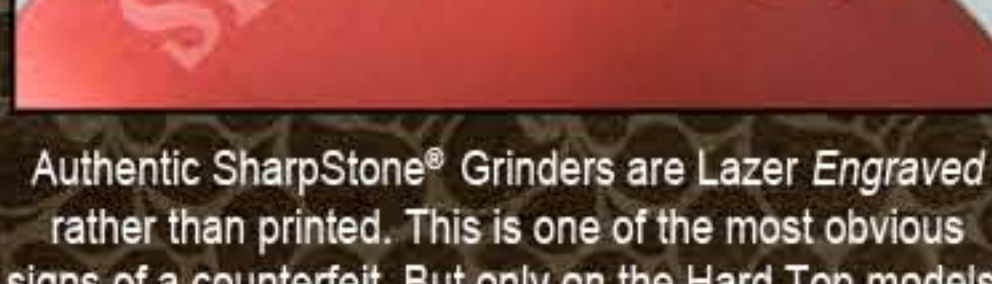 Authentic SharpStone® Grinders are Lazer Engraved
rather than printed. This is one of the most obvious
signs of a counterfeit. But only on the Hard Top models